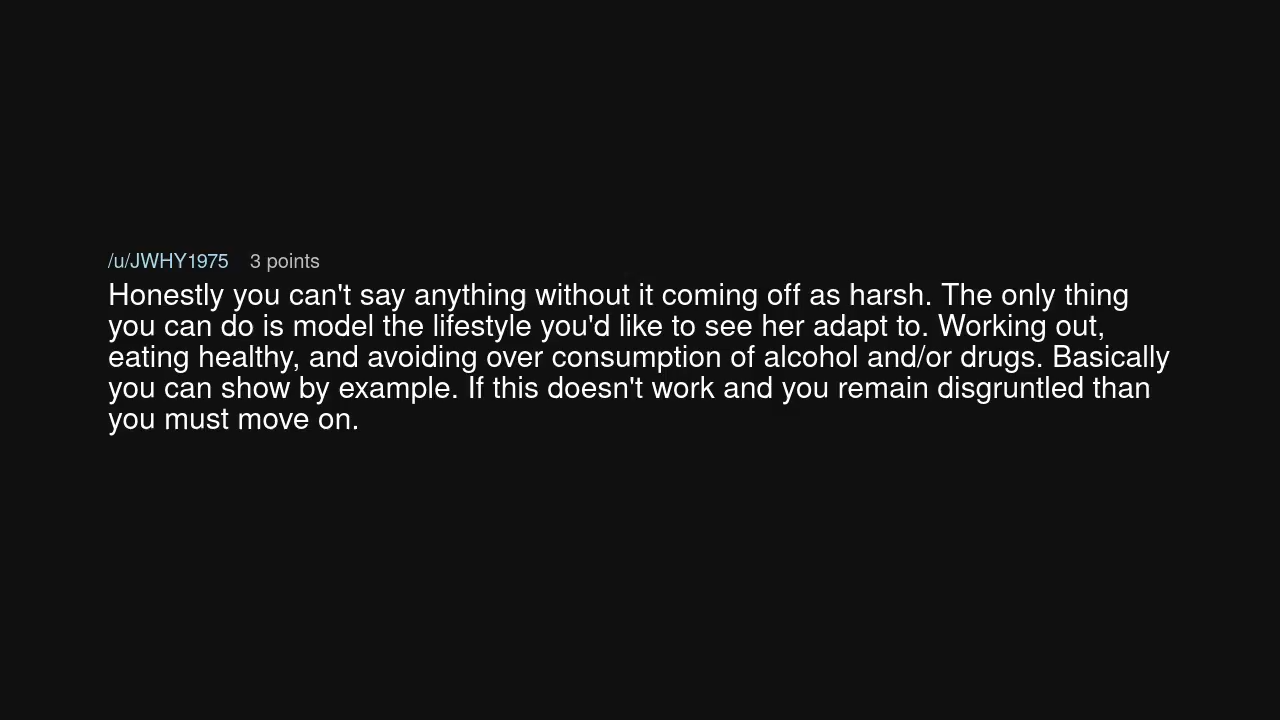 /u/JWHY1975 3 points
Honestly you can't say anything without it coming off as harsh. The only thing
you can do is model the lifestyle you'd like to see her adapt to. Working out,
eating healthy, and avoiding over consumption of alcohol and/or drugs. Basically
you can show by example. If this doesn't work and you remain disgruntled than
you must move on.